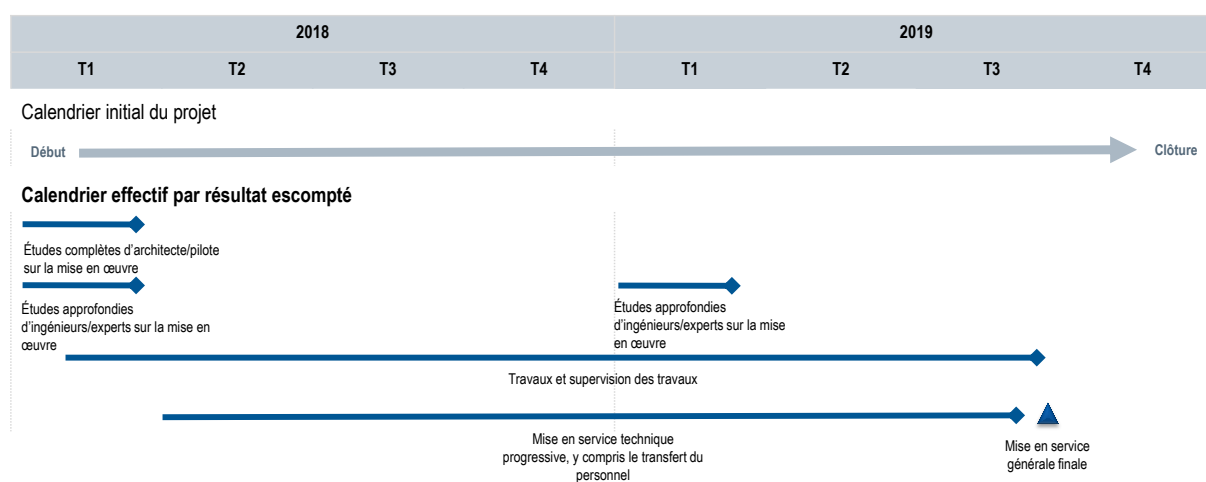 2018 2019
T1 T2 T3 T4 T1 T2 T3 T4
Calendrier initial du projet
Début Clôture
Calendrier effectif par résultat escompté
Études complètes d’architecte/pilote
sur la mise en œuvre
Études approfondies
d’ingénieurs/experts sur la mise en
œuvre
Études approfondies
d’ingénieurs/experts sur la mise
en œuvre
Travaux et supervision des travaux
Mise en service technique
progressive, y compris le transfert du
personnel
Mise en service
générale finale